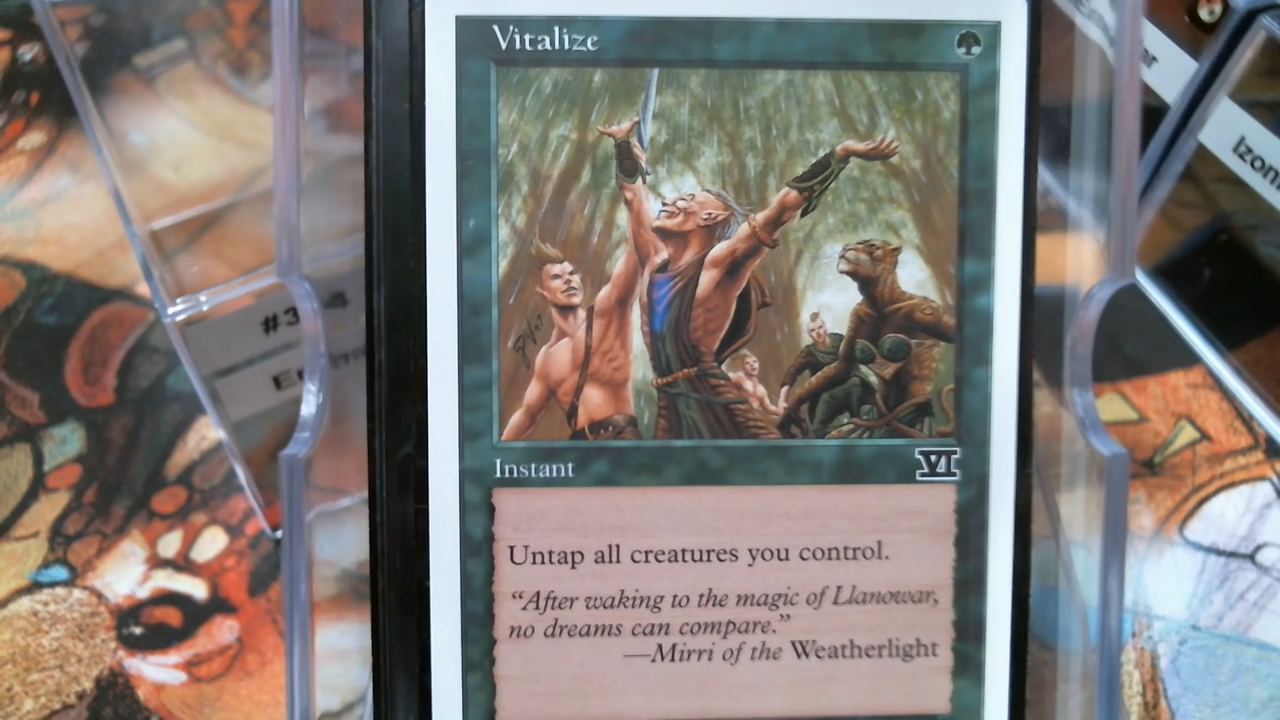 Vitalize
Instant
VI
Untap all creatures you control.
“After waking to the magic of Llanowar,
no dreams can compare.”
—Mirri of the Weatherlight